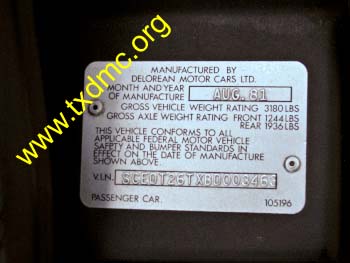 www.txdmc.org
MANUFACTURED BY
DELOREAN MOTOR CARS LTD.
MONTH AND YEAR
OF MANUFACTURE AUG. 81
GROSS VEHICLE WEIGHT RATING 3180 LBS
GROSS AXLE WEIGHT RATING FRONT 1244 LBS
REAR 1936 LBS
THIS VEHICLE CONFORMS TO ALL
APPLICABLE FEDERAL MOTOR VEHICLE
SAFETY AND BUMPER STANDARDS IN
EFFECT ON THE DATE OF MANUFACTURE
SHOWN ABOVE.
V.I.N.
PASSENGER CAR. 105196